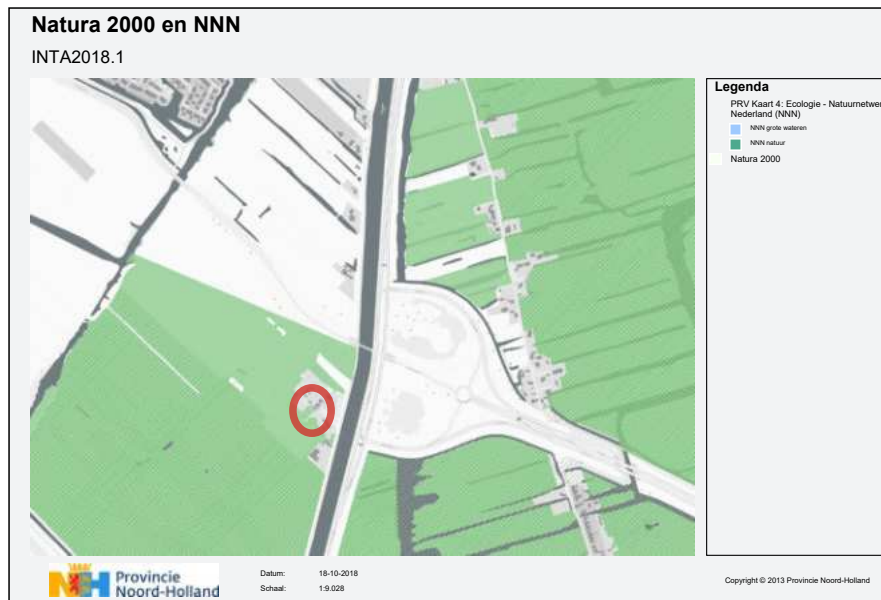 Natura 2000 en NNN
INTA2018.1
Legenda
PRV Kaart 4: Ecologie - Natuurnetwer
Nederland (NNN)
NNN grote wateren
NNN natuur
Natura 2000
Provincie
Noord-Holland
Datum: 18-10-2018
Schaal: 1:9.028
Copyright © 2013 Provincie Noord-Holland